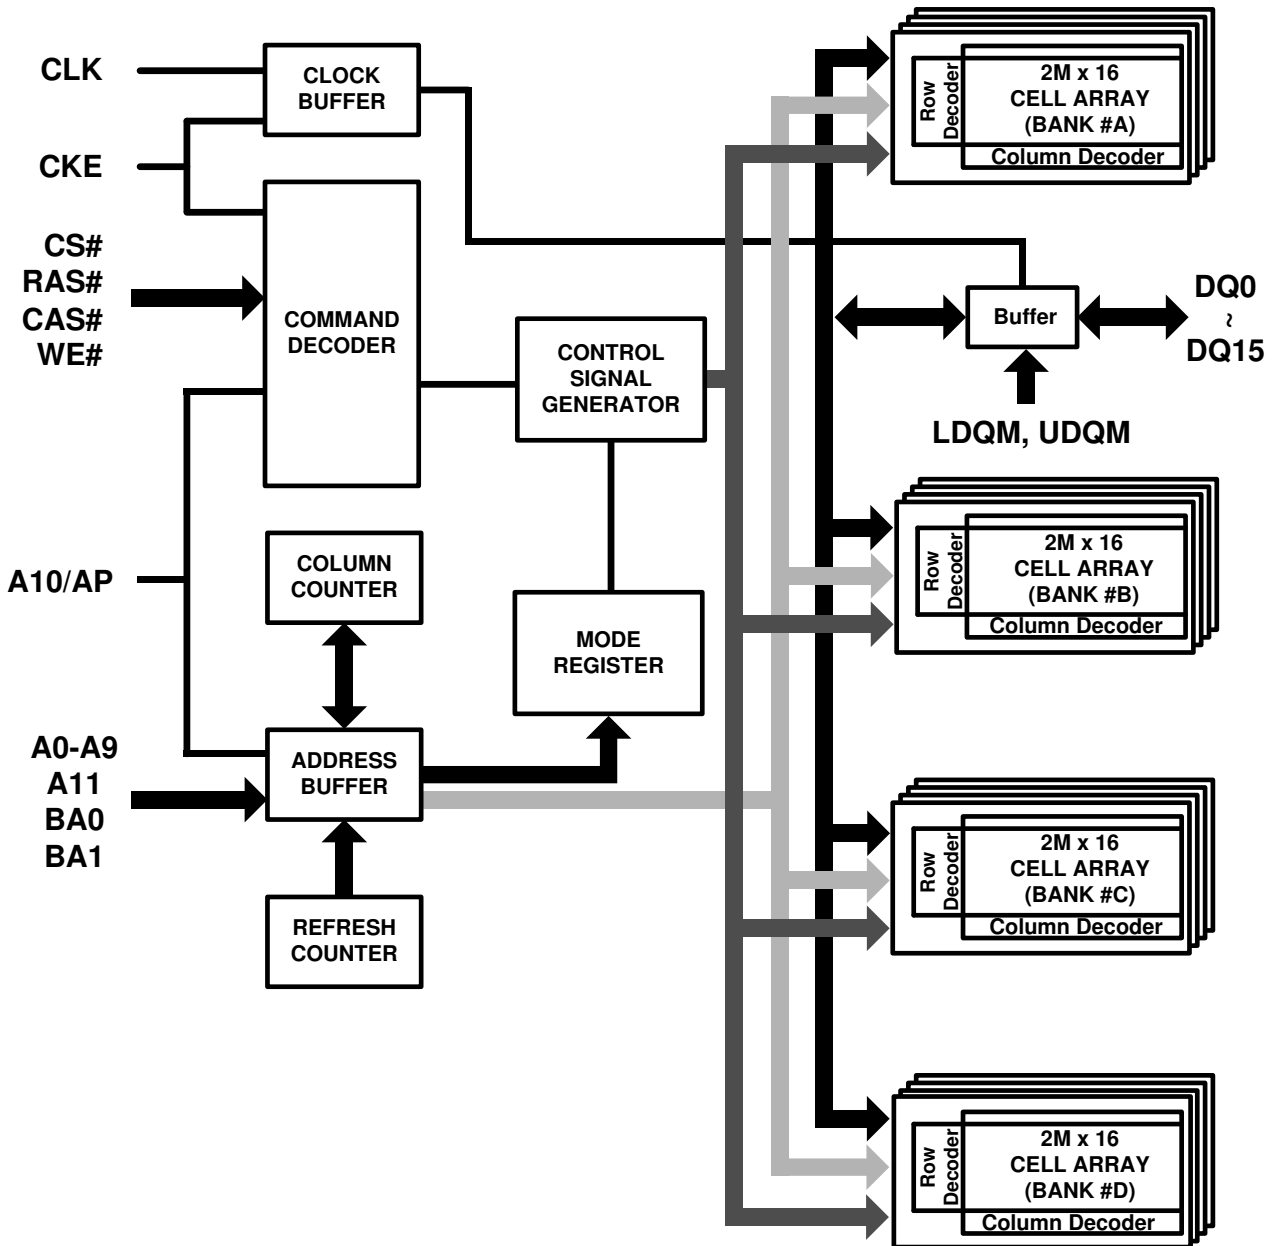 CLK
CLOCK
BUFFER
CKE
CS#
RAS#
CAS#
WE#
COMMAND
DECODER
CONTROL
SIGNAL
GENERATOR
A10/AP
COLUMN
COUNTER
MODE
REGISTER
A0-A9
A11
BA0
BA1
ADDRESS
BUFFER
REFRESH
COUNTER
Row
Decoder
2M x 16
CELL ARRAY
(BANK #A)
Column Decoder
Buffer
DQ0
~
DQ15
LDQM, UDQM
Row
Decoder
2M x 16
CELL ARRAY
(BANK #B)
Column Decoder
Row
Decoder
2M x 16
CELL ARRAY
(BANK #C)
Column Decoder
Row
Decoder
2M x 16
CELL ARRAY
(BANK #D)
Column Decoder